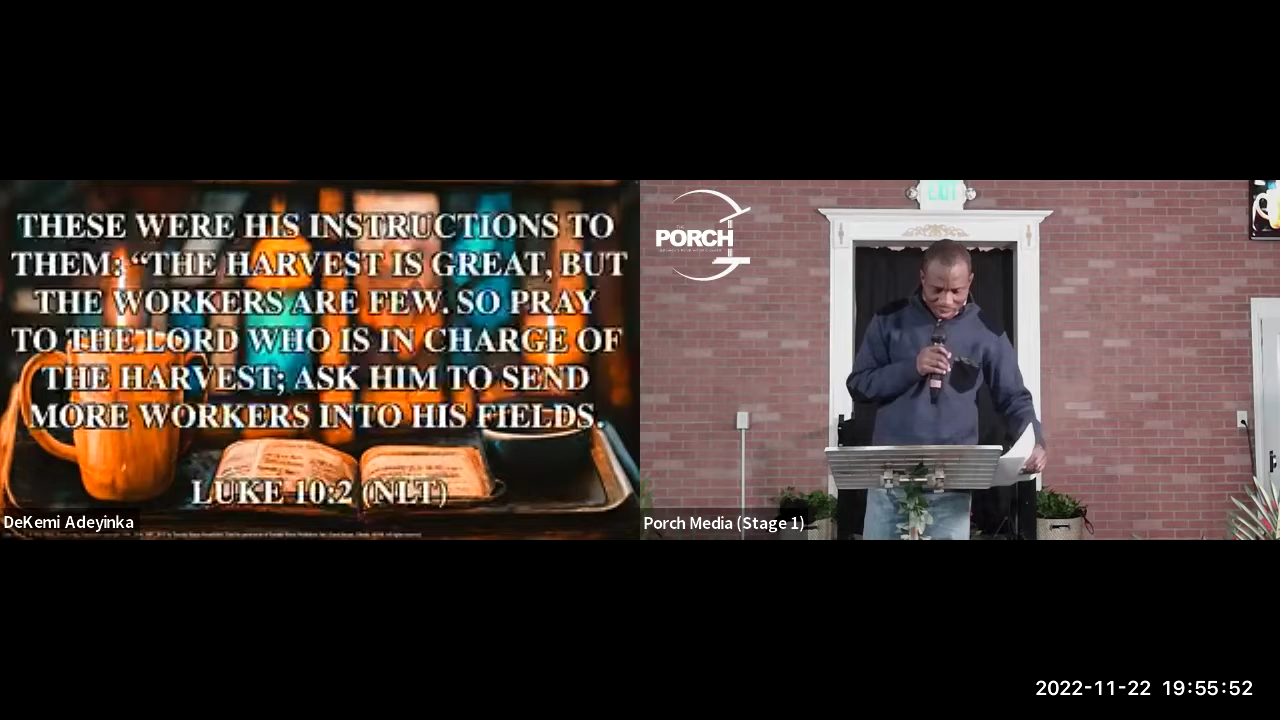 THESE WERE HIS INSTRUCTIONS TO
THEM: “THE HARVEST IS GREAT, BUT
THE WORKERS ARE FEW. SO PRAY
TO THE LORD WHO IS IN CHARGE OF
THE HARVEST; ASK HIM TO SEND
MORE WORKERS INTO HIS FIELDS.
LUKE 10:2 (NLT)
DeKemi Adeyinka
EXIT
PORCH
Porch Media (Stage 1)
2022-11-22 19:55:52